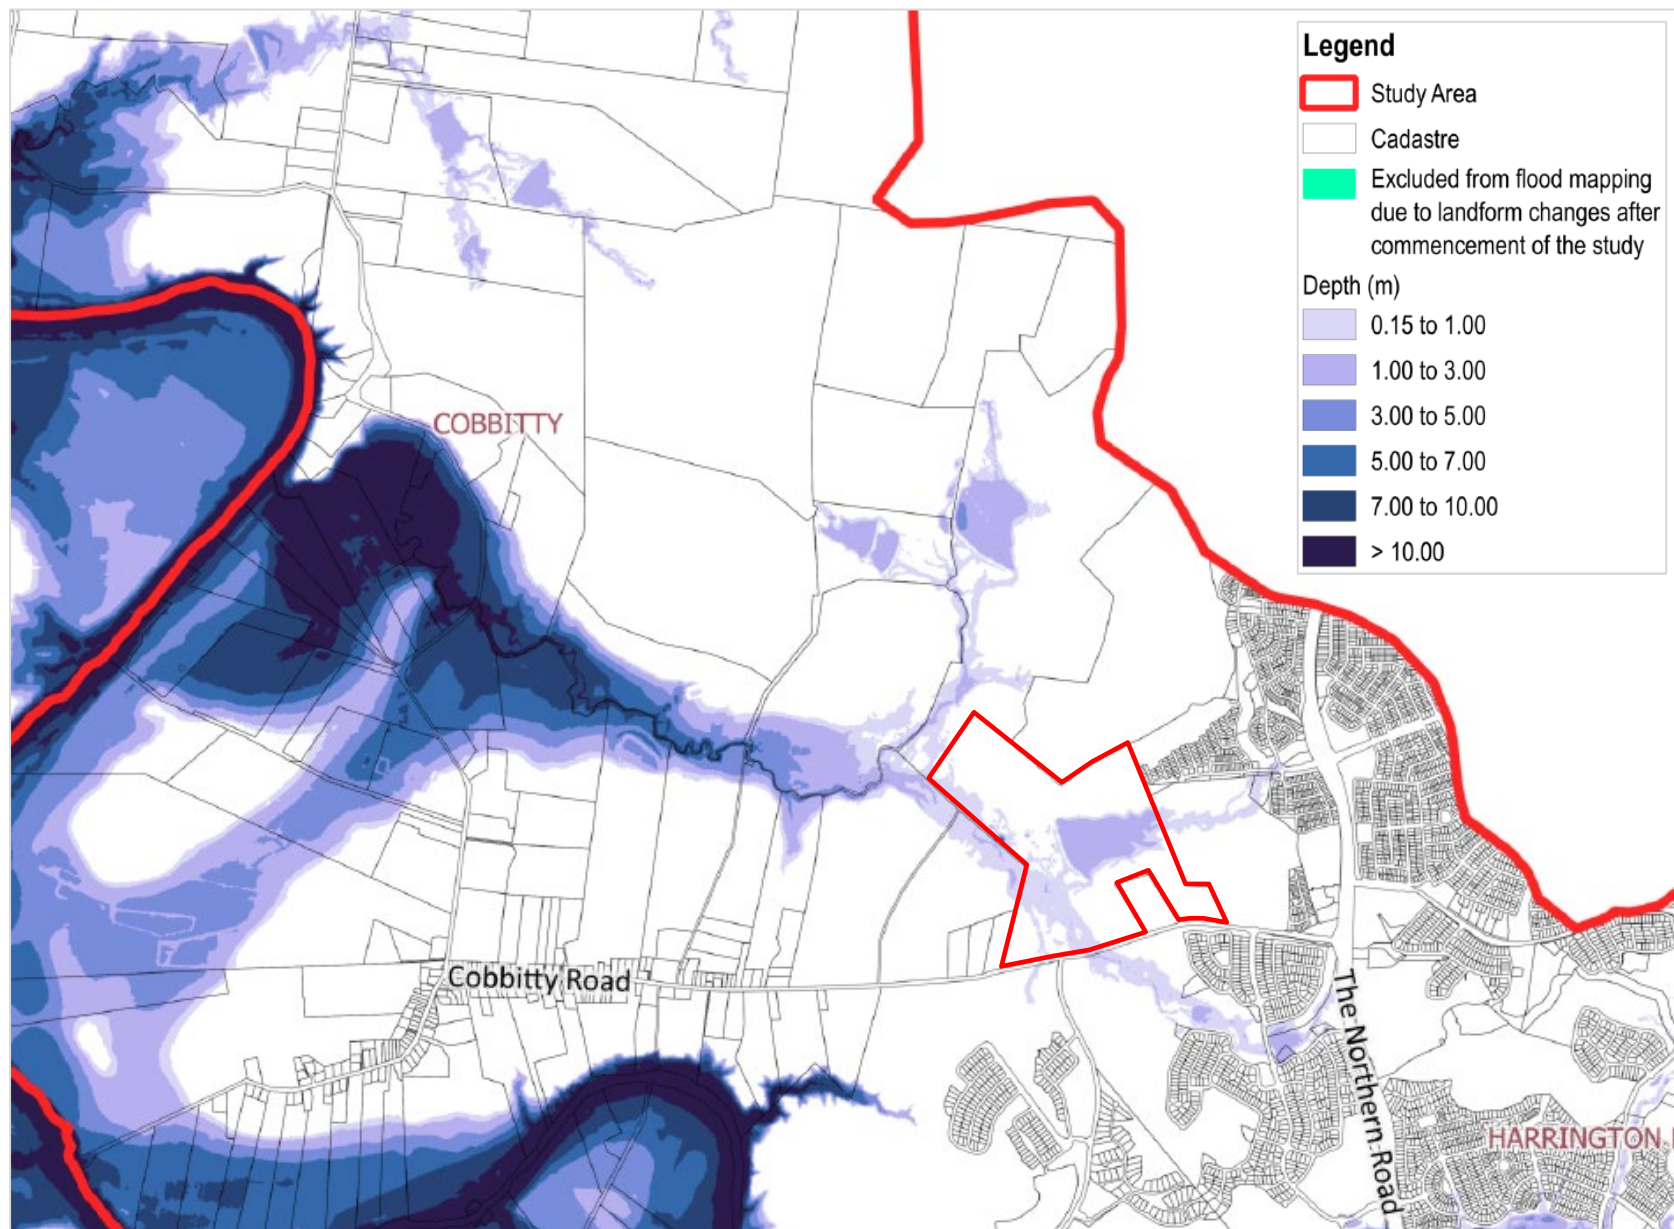 Legend
Study Area
Cadastre
Excluded from flood mapping
due to landform changes after
commencement of the study
Depth (m)
0.15 to 1.00
1.00 to 3.00
3.00 to 5.00
5.00 to 7.00
7.00 to 10.00
> 10.00
COBBITTY
Cobbitty Road
The Northern Road
HARRINGTON